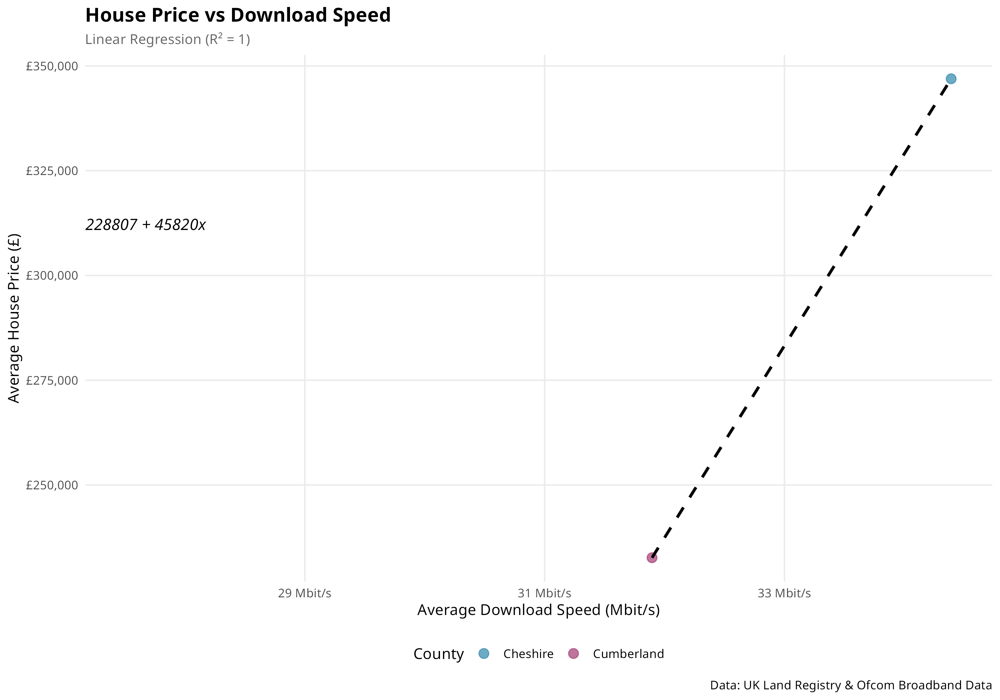 House Price vs Download Speed
Linear Regression (R² = 1)
£350,000
£325,000
£300,000
£275,000
£250,000
228807 + 45820x
Average House Price (£)
29 Mbit/s
31 Mbit/s
33 Mbit/s
Average Download Speed (Mbit/s)
County Cheshire Cumberland
Data: UK Land Registry & Ofcom Broadband Data